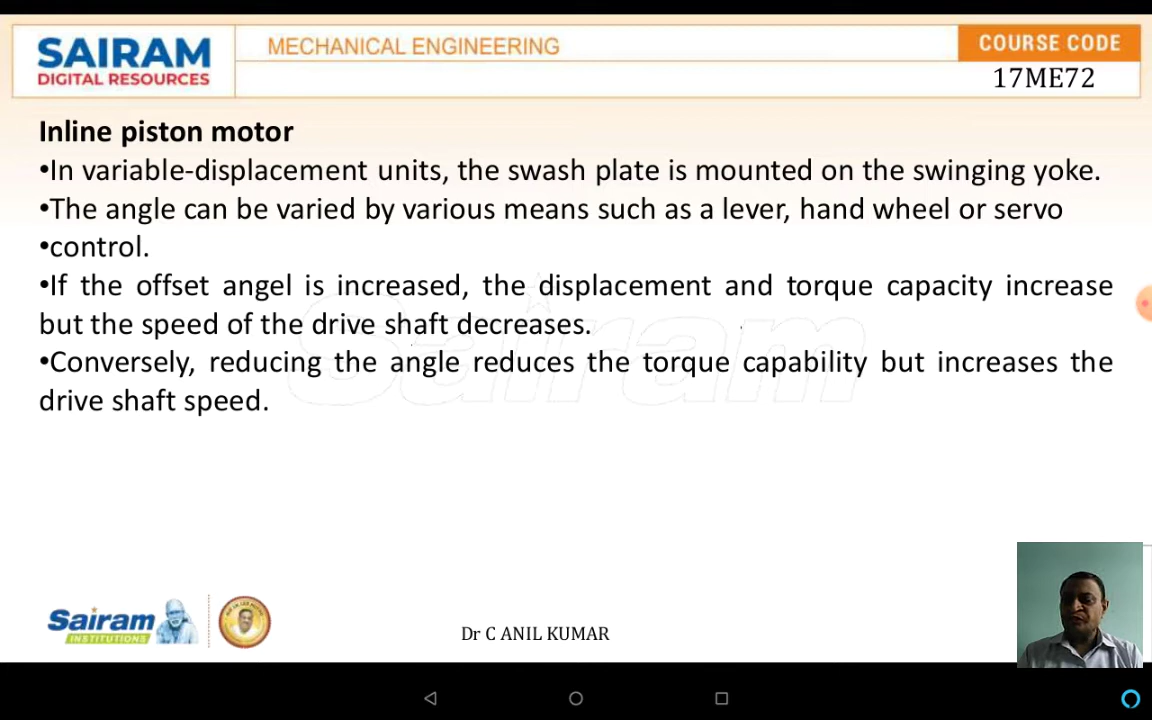 SAIRAM
DIGITAL RESOURCES
MECHANICAL ENGINEERING
COURSE CODE
17ME72
Inline piston motor
•In variable-displacement units, the swash plate is mounted on the swinging yoke.
•The angle can be varied by various means such as a lever, hand wheel or servo
•control.
•If the offset angel is increased, the displacement and torque capacity increase
but the speed of the drive shaft decreases.
•Conversely, reducing the angle reduces the torque capability but increases the
drive shaft speed.
Sairam
Sairam
INSTITUTIONS
Dr C ANIL KUMAR